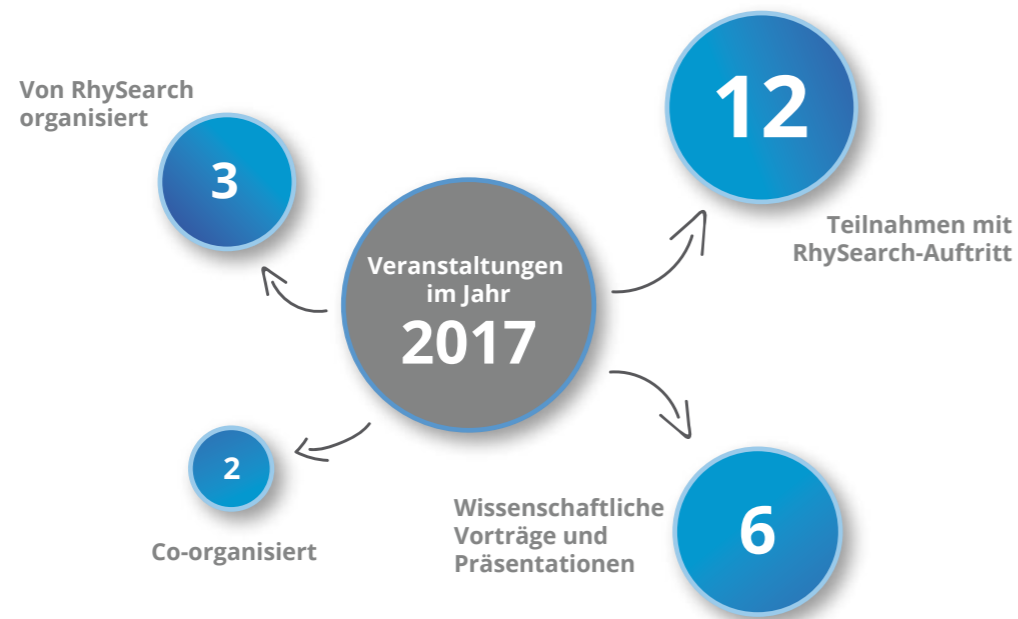 Von RhySearch
organisiert
3
12
Teilnahmen mit
RhySearch-Auftritt
Veranstaltungen
im Jahr
2017
2
Co-organisiert
Wissenschaftliche
Vorträge und
Präsentationen
6